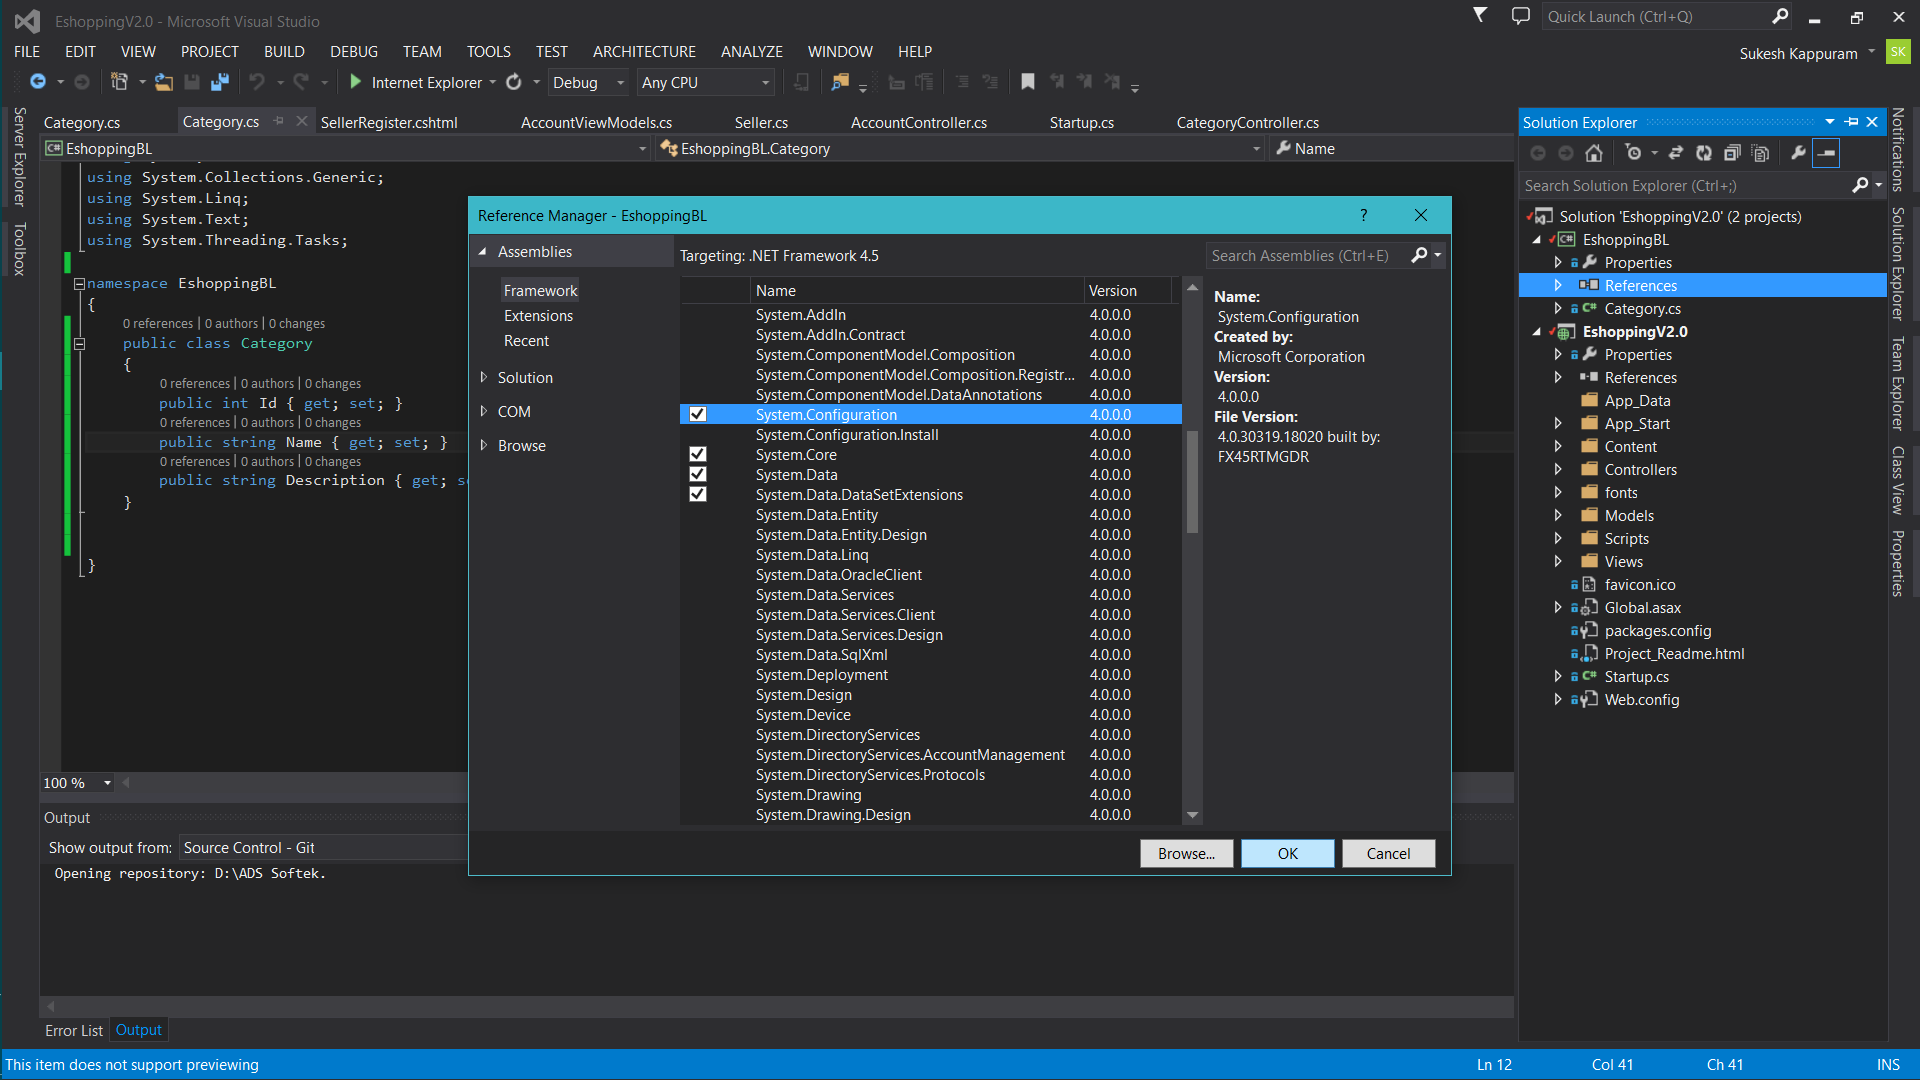 EshoppingV2.0 - Microsoft Visual Studio
Quick Launch (Ctrl+Q)
FILE EDIT VIEW PROJECT BUILD DEBUG TEAM TOOLS TEST ARCHITECTURE ANALYZE WINDOW HELP
Sukesh Kappuram SK
Internet Explorer Debug Any CPU
Server Explorer
Toolbox
Category.cs Category.cs SellerRegister.cshtml AccountViewModels.cs Seller.cs AccountController.cs Startup.cs CategoryController.cs
C# EshoppingBL EshoppingBL.Category Name
using System.Collections.Generic;
using System.Linq;
using System.Text;
using System.Threading.Tasks;
namespace EshoppingBL
{
0 references | 0 authors | 0 changes
public class Category
{
0 references | 0 authors | 0 changes
public int Id { get; set; }
0 references | 0 authors | 0 changes
public string Name { get; set; }
0 references | 0 authors | 0 changes
public string Description { get; s
}
}
100 %
Output
Show output from: Source Control - Git
Opening repository: D:\ADS Softek.
Error List Output
Reference Manager - EshoppingBL ?
Assemblies
Framework
Extensions
Recent
Solution
COM
Browse
Targeting: .NET Framework 4.5
Search Assemblies (Ctrl+E)
Name Version
System.AddIn 4.0.0.0
System.AddIn.Contract 4.0.0.0
System.ComponentModel.Composition 4.0.0.0
System.ComponentModel.Composition.Registr... 4.0.0.0
System.ComponentModel.DataAnnotations 4.0.0.0
System.Configuration 4.0.0.0
System.Configuration.Install 4.0.0.0
System.Core 4.0.0.0
System.Data 4.0.0.0
System.Data.DataSetExtensions 4.0.0.0
System.Data.Entity 4.0.0.0
System.Data.Entity.Design 4.0.0.0
System.Data.Linq 4.0.0.0
System.Data.OracleClient 4.0.0.0
System.Data.Services 4.0.0.0
System.Data.Services.Client 4.0.0.0
System.Data.Services.Design 4.0.0.0
System.Data.SqlXml 4.0.0.0
System.Deployment 4.0.0.0
System.Design 4.0.0.0
System.Device 4.0.0.0
System.DirectoryServices 4.0.0.0
System.DirectoryServices.AccountManagement 4.0.0.0
System.DirectoryServices.Protocols 4.0.0.0
System.Drawing 4.0.0.0
System.Drawing.Design 4.0.0.0
Name:
System.Configuration
Created by:
Microsoft Corporation
Version:
4.0.0.0
File Version:
4.0.30319.18020 built by:
FX45RTMGDR
Browse... OK Cancel
Solution Explorer
Search Solution Explorer (Ctrl+;)
Solution 'EshoppingV2.0' (2 projects)
C# EshoppingBL
Properties
References
C# Category.cs
EshoppingV2.0
Properties
References
App_Data
App_Start
Content
Controllers
fonts
Models
Scripts
Views
favicon.ico
Global.asax
packages.config
Project_Readme.html
C# Startup.cs
Web.config
Notifications
Solution Explorer
Team Explorer
Class View
Properties
This item does not support previewing Ln 12 Col 41 Ch 41 INS